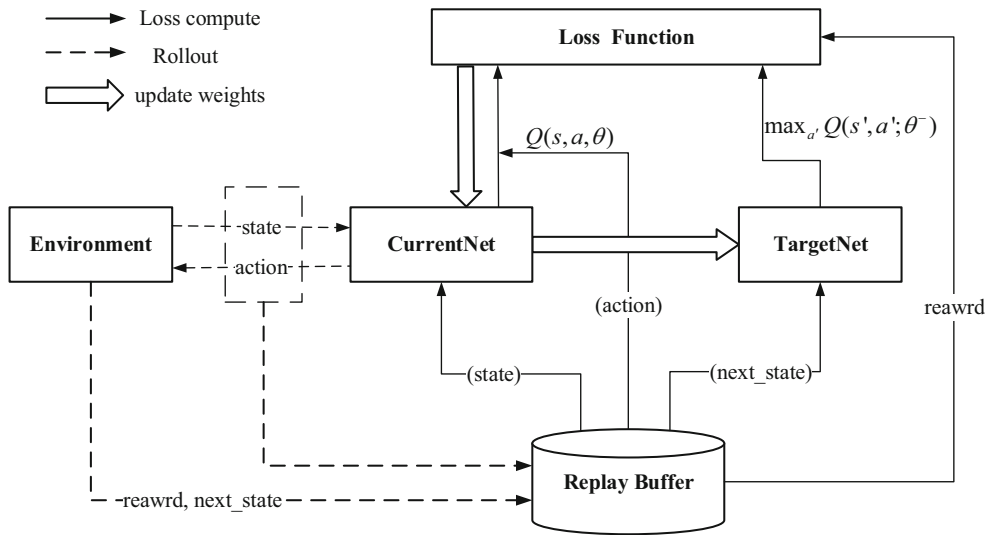 Loss compute
Rollout
update weights
Loss Function
Q(s,a,θ)
maxₐ′ Q(s',a';θ⁻)
Environment
state
action
CurrentNet
TargetNet
(action)
reawrd
(state)
(next_state)
Replay Buffer
reawrd, next_state